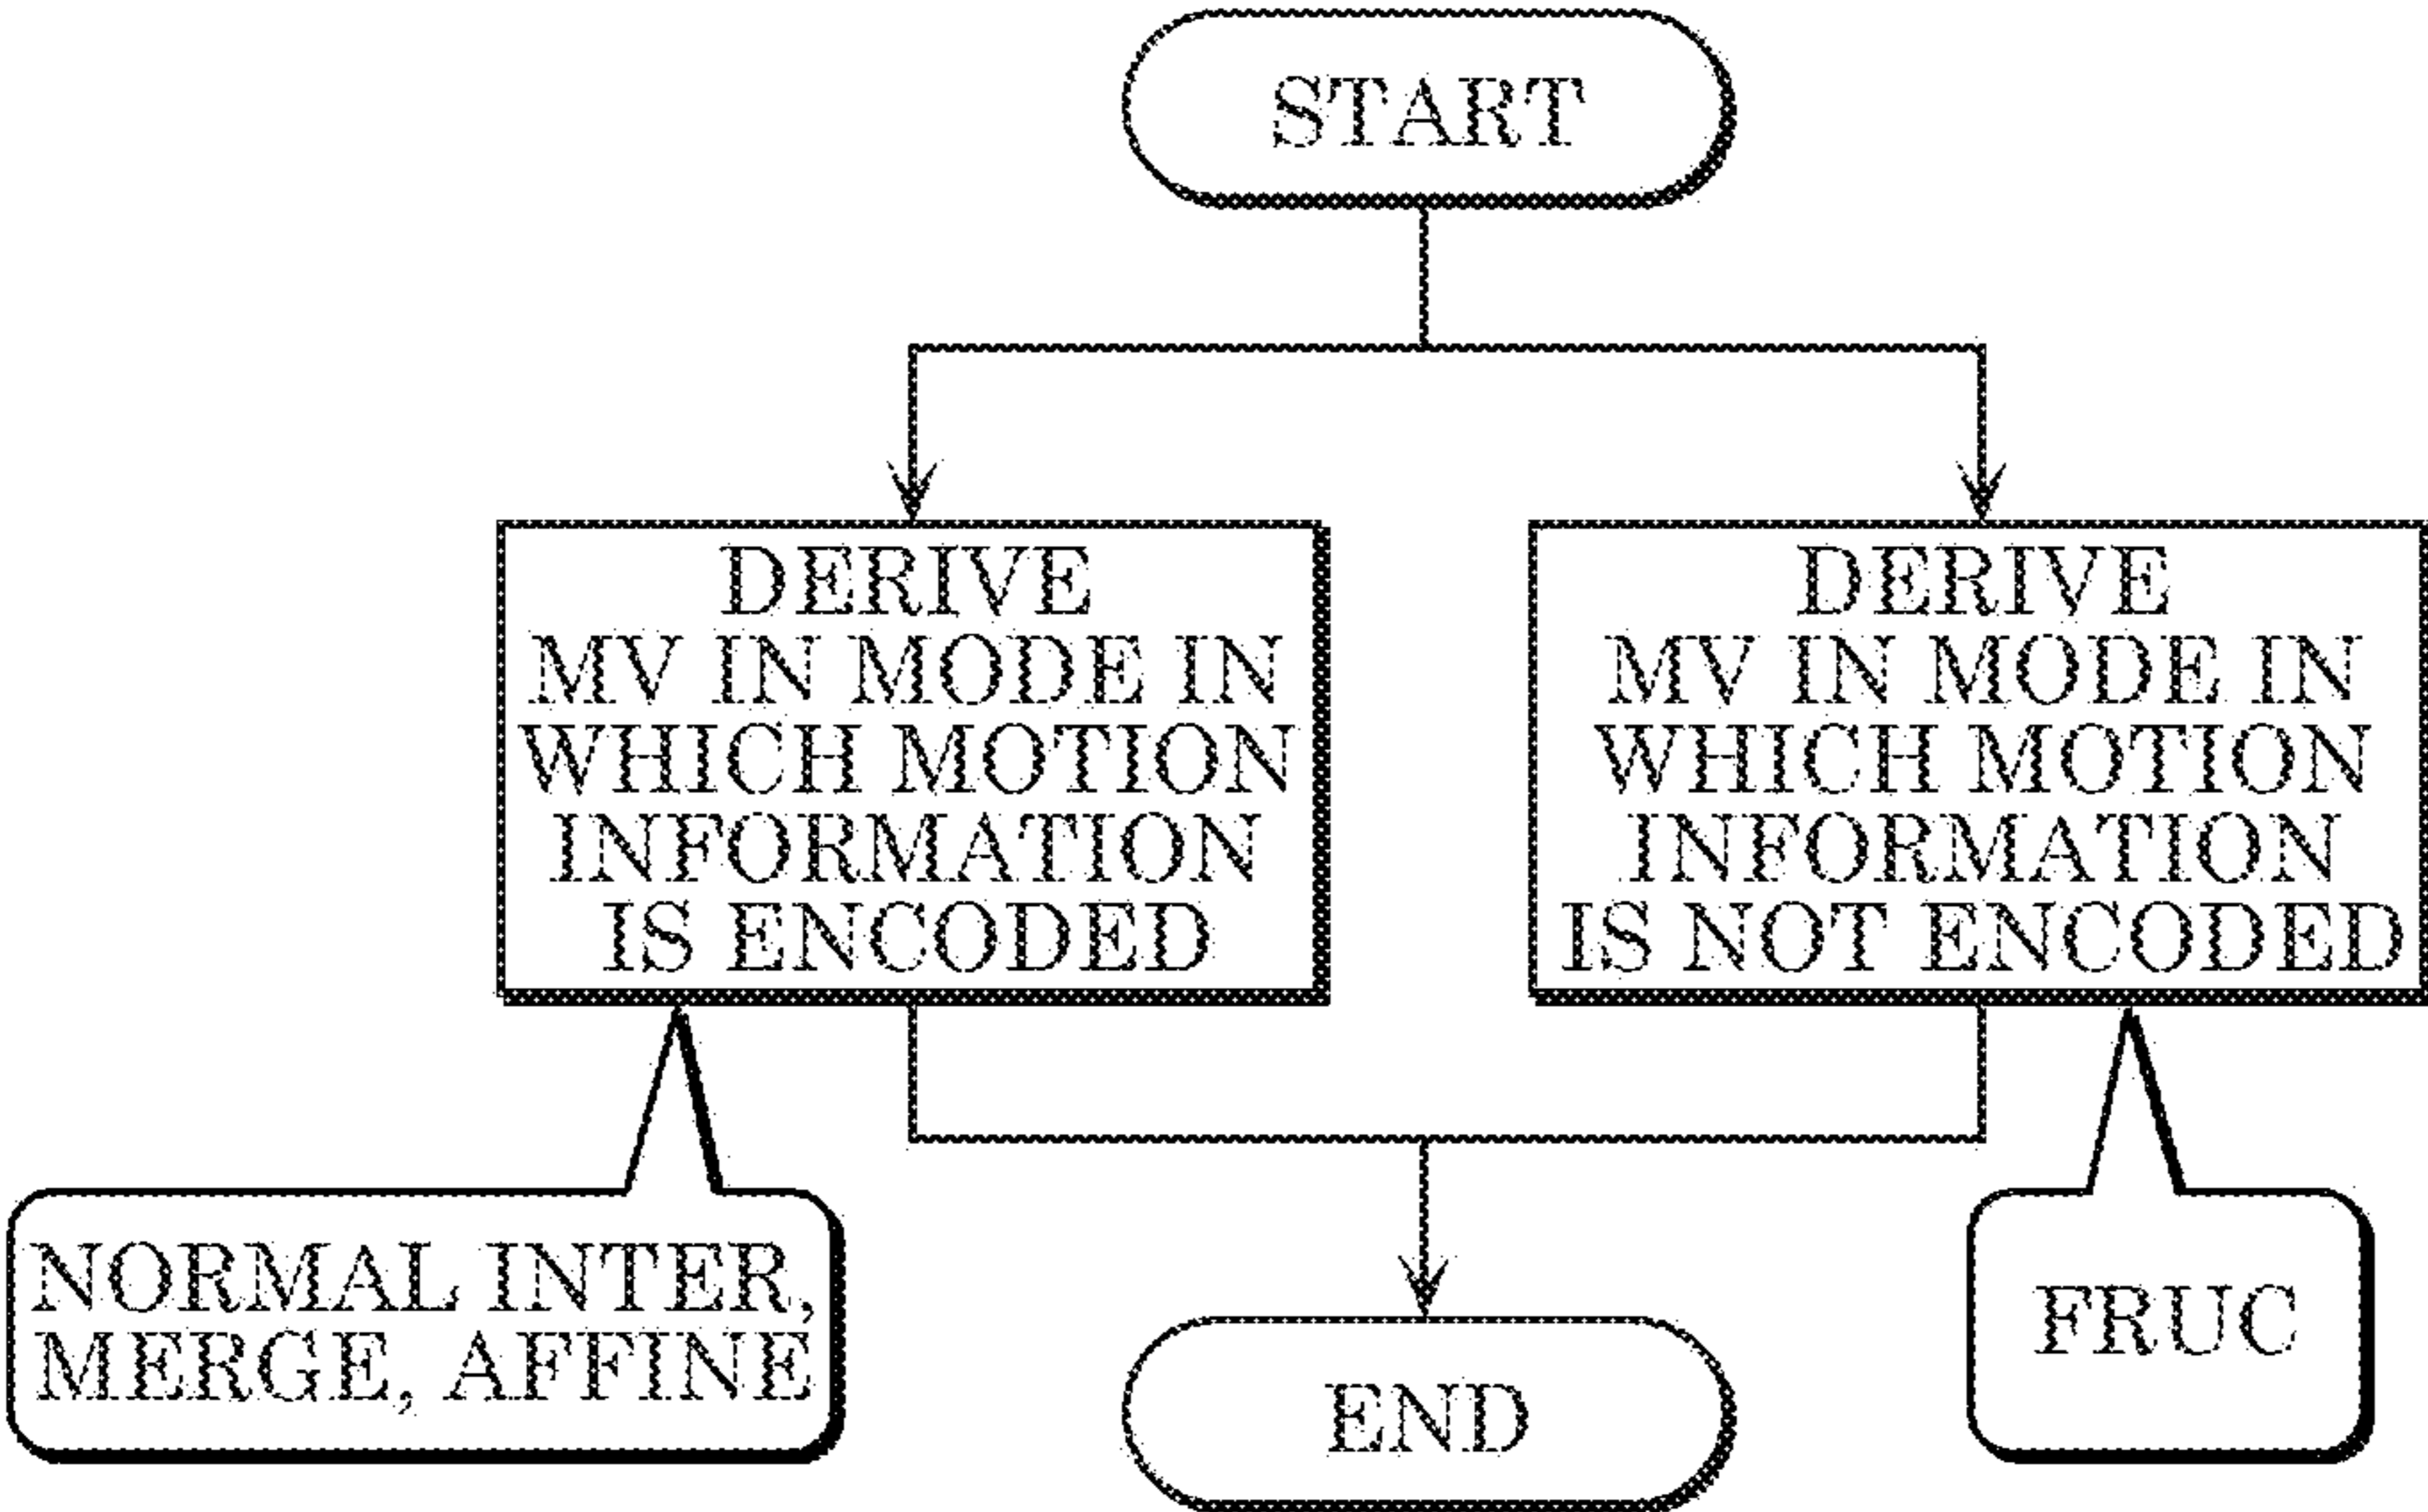 START
DERIVE
MV IN MODE IN
WHICH MOTION
INFORMATION
IS ENCODED
DERIVE
MV IN MODE IN
WHICH MOTION
INFORMATION
IS NOT ENCODED
NORMAL INTER,
MERGE, AFFINE
FRUC
END